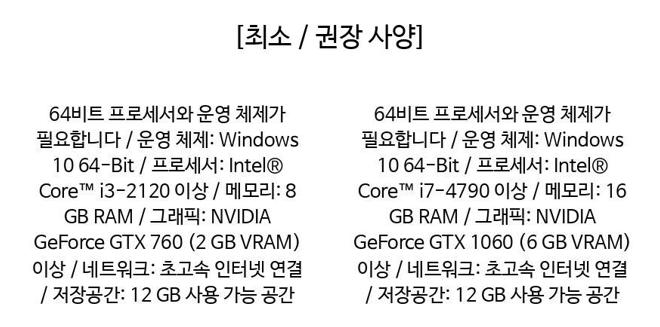 [최소 / 권장 사양]
64비트 프로세서와 운영 체제가
필요합니다 / 운영 체제: Windows
10 64-Bit / 프로세서: Intel®
Core™ i3-2120 이상 / 메모리: 8
GB RAM / 그래픽: NVIDIA
GeForce GTX 760 (2 GB VRAM)
이상 / 네트워크: 초고속 인터넷 연결
/ 저장공간: 12 GB 사용 가능 공간
64비트 프로세서와 운영 체제가
필요합니다 / 운영 체제: Windows
10 64-Bit / 프로세서: Intel®
Core™ i7-4790 이상 / 메모리: 16
GB RAM / 그래픽: NVIDIA
GeForce GTX 1060 (6 GB VRAM)
이상 / 네트워크: 초고속 인터넷 연결
/ 저장공간: 12 GB 사용 가능 공간